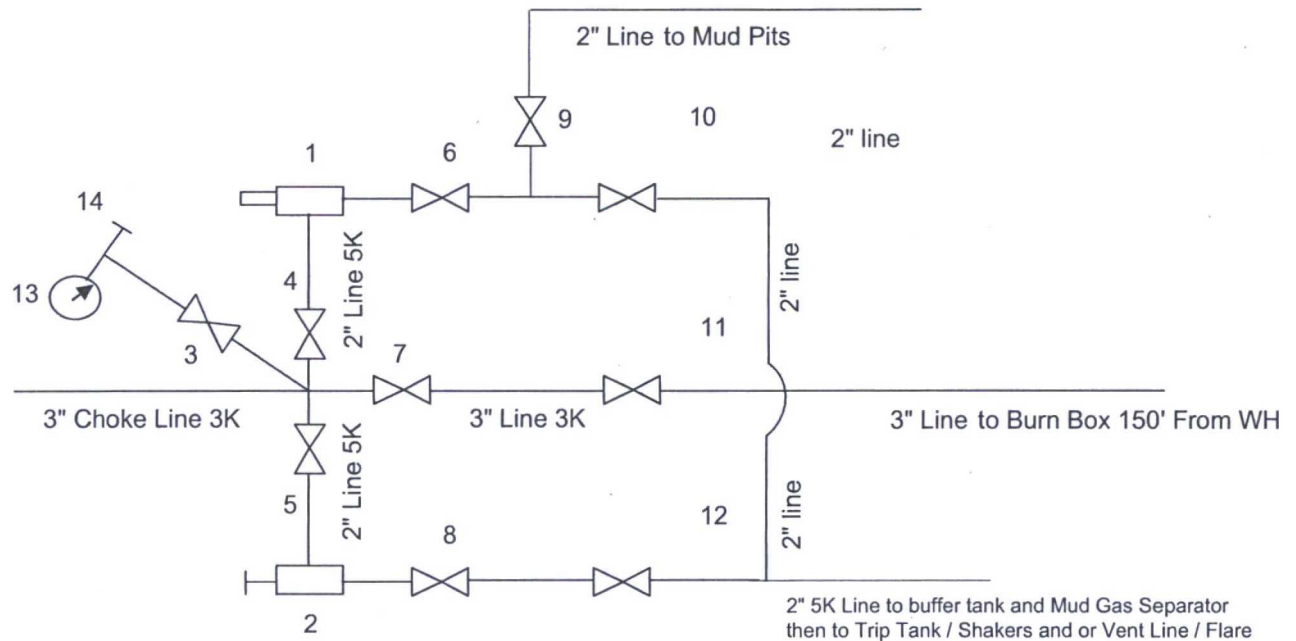 2" Line to Mud Pits
9
10
2" line
1
6
14
13
3
4
2" Line 5K
2" line
7
11
3" Choke Line 3K
3" Line 3K
3" Line to Burn Box 150' From WH
5
2" Line 5K
8
12
2" line
2
2" 5K Line to buffer tank and Mud Gas Separator
then to Trip Tank / Shakers and or Vent Line / Flare